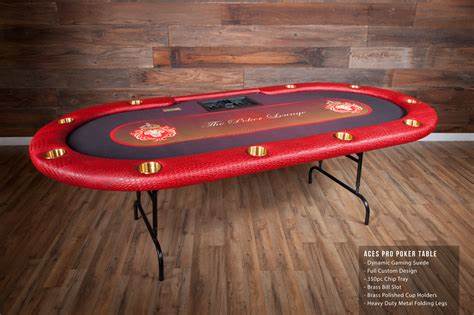 The Poker Lounge
ACES PRO POKER TABLE
- Dynamic Gaming Suede
- Full Custom Design
- 350pc Chip Tray
- Brass Bill Slot
- Brass Polished Cup Holders
- Heavy Duty Metal Folding Legs